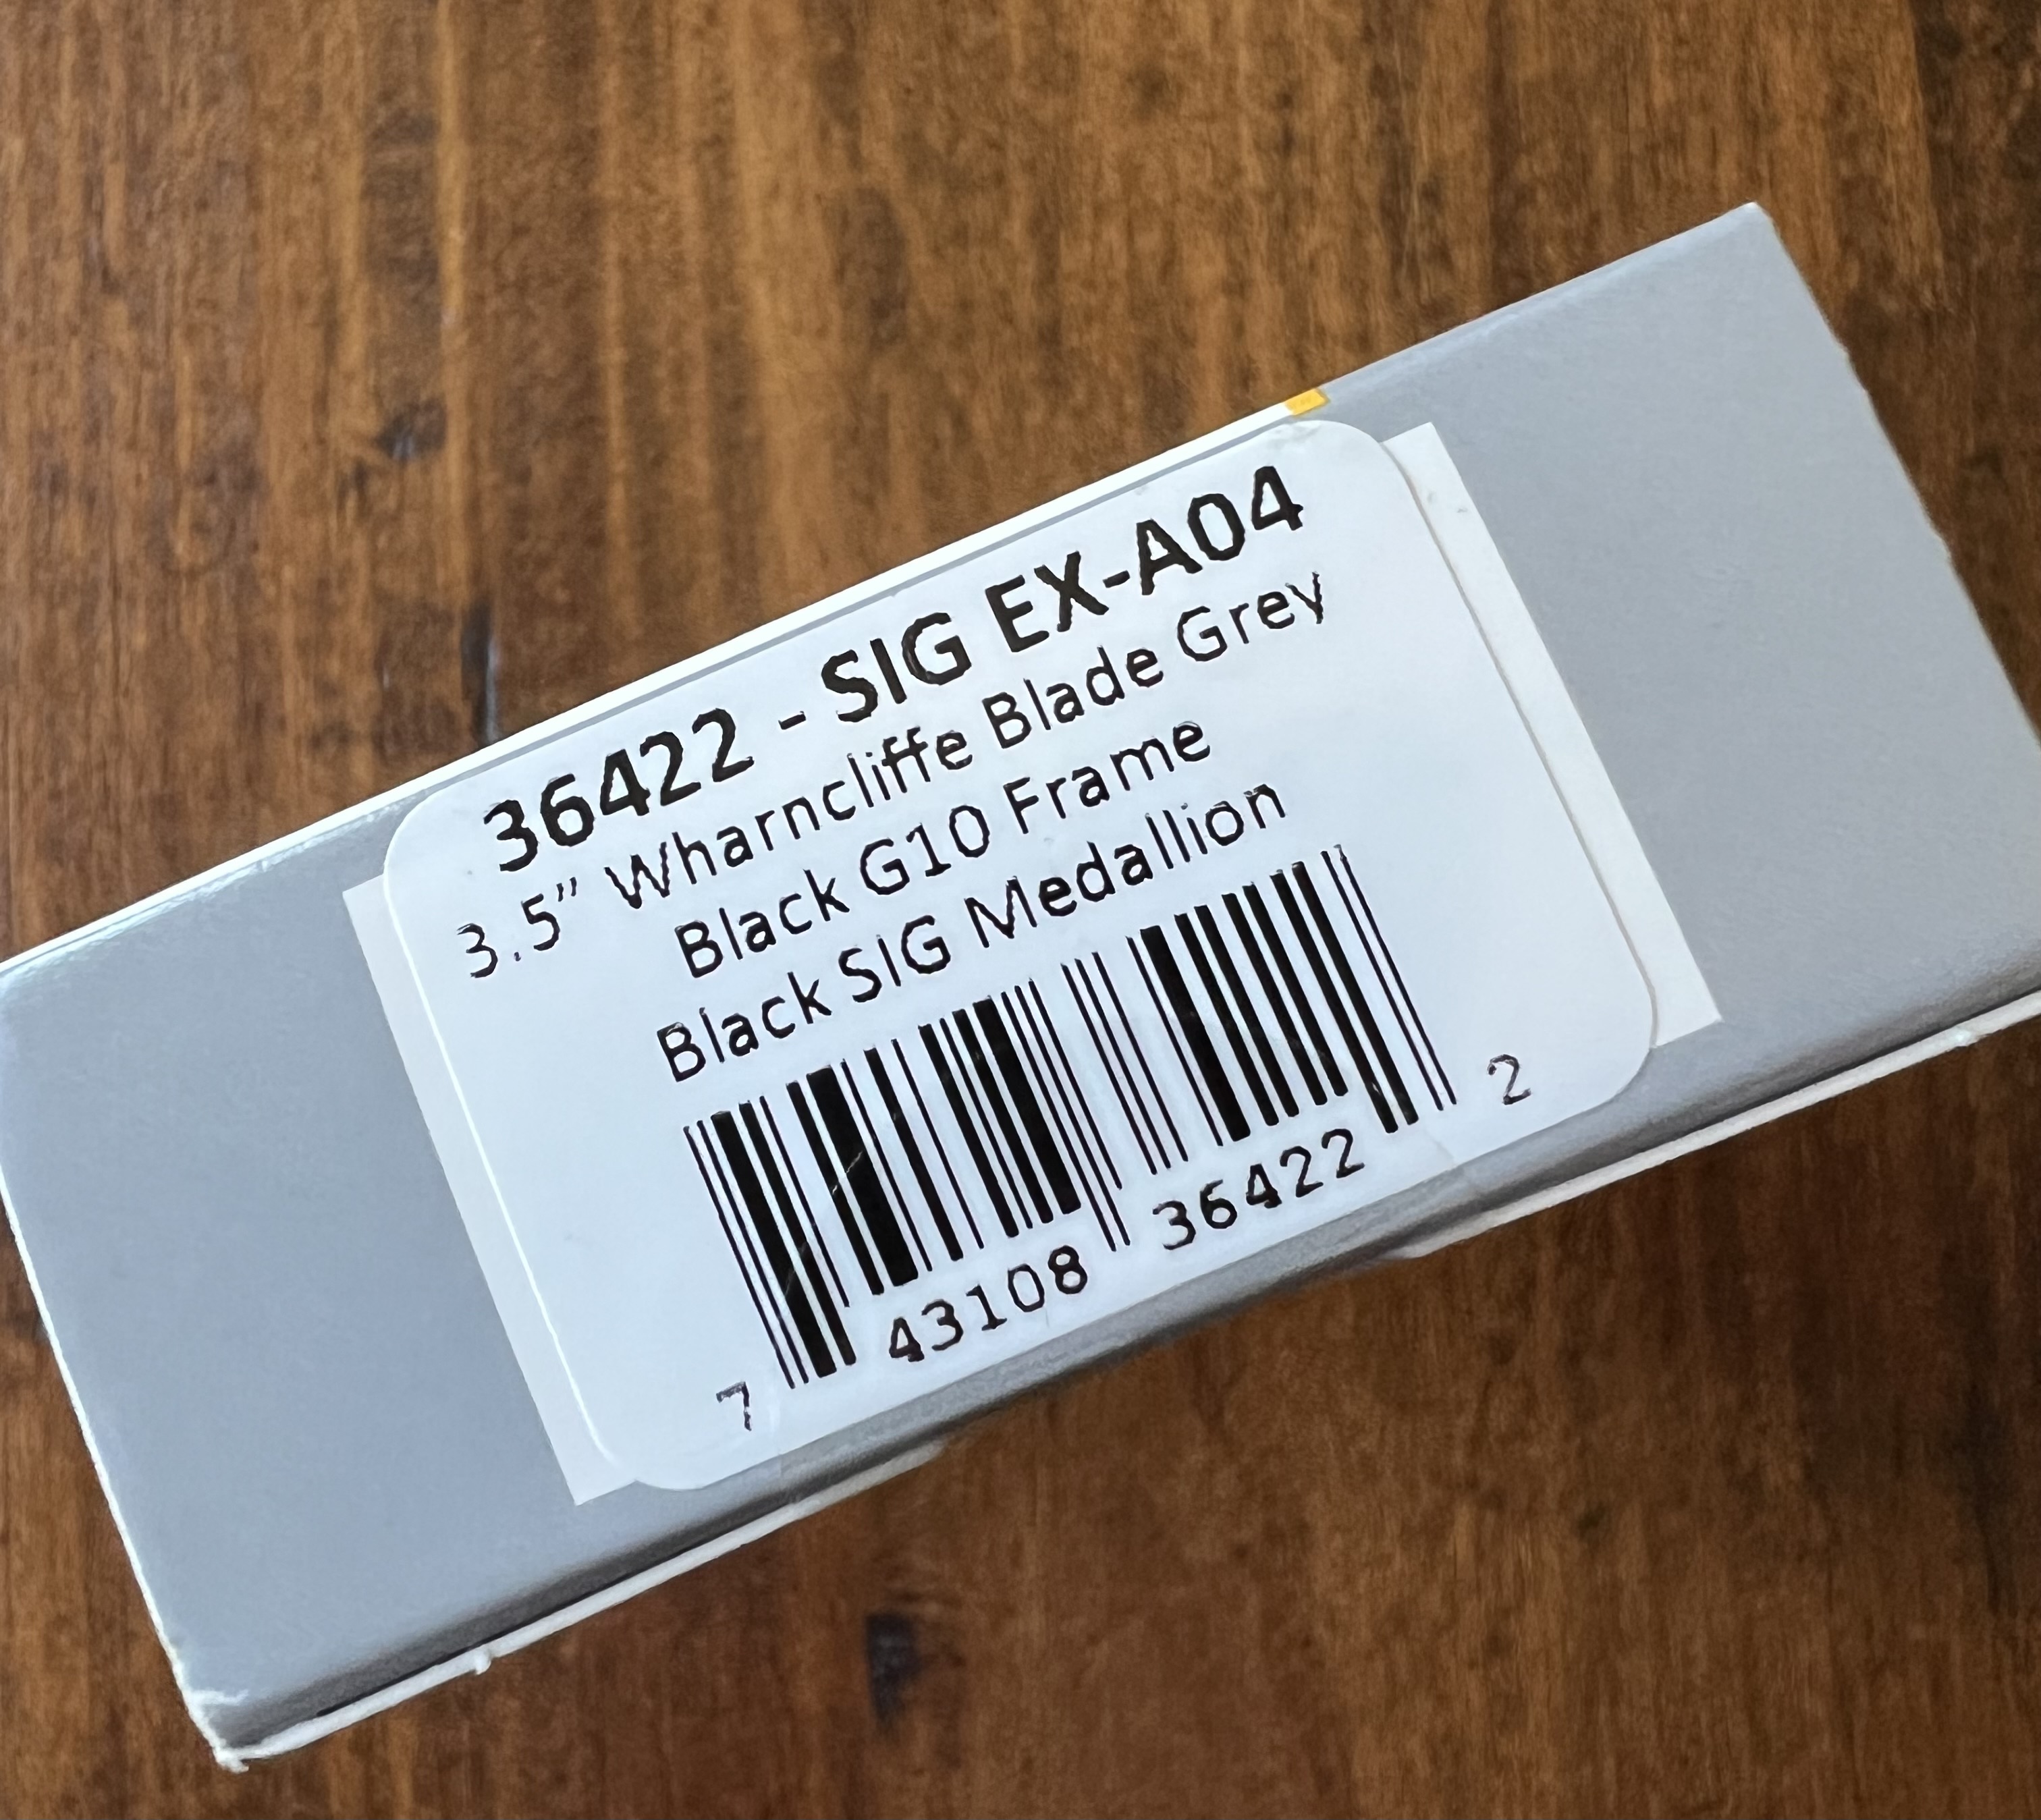 36422 - SIG EX-A04
3.5” Wharncliffe Blade Grey
Black G10 Frame
Black SIG Medallion
7 43108 36422 2